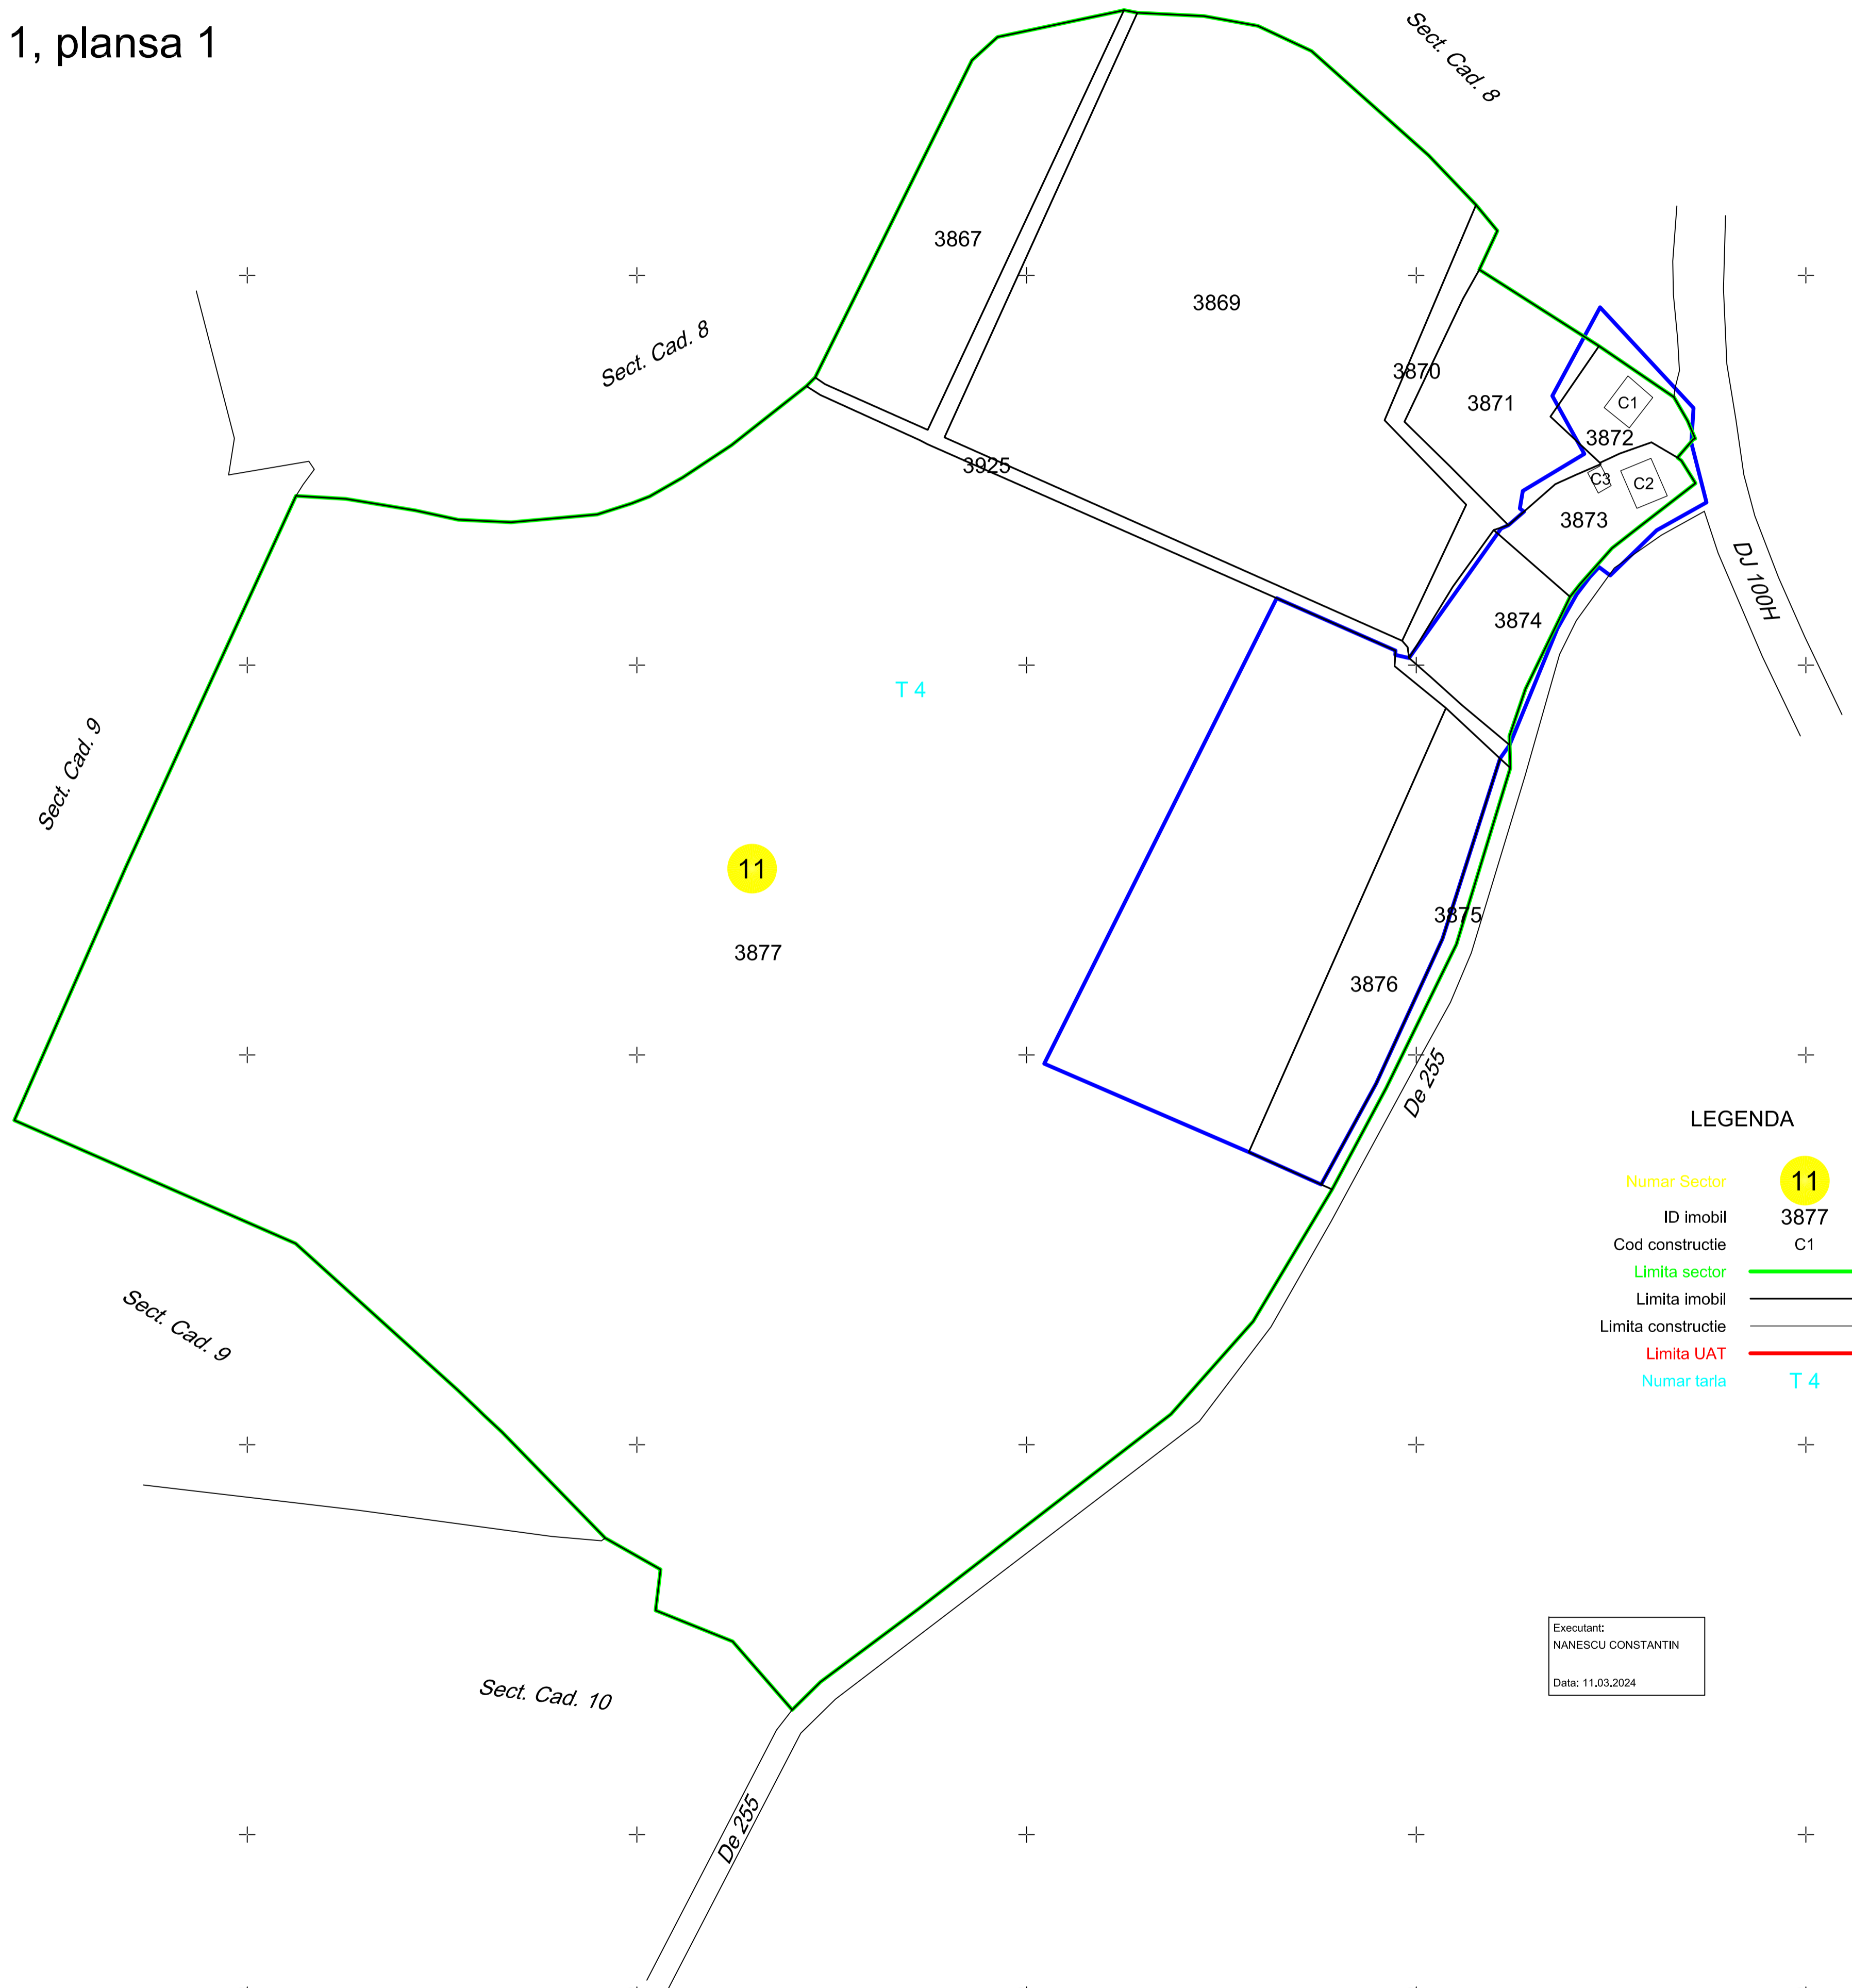 1, plansa 1
Sect. Cad. 8
3867
3869
Sect. Cad. 8
3870
3871
C1
3872
3925
C3
C2
3873
DJ 100H
3874
T 4
Sect. Cad. 9
11
3875
3877
3876
De 255
LEGENDA
Numar Sector 11
ID imobil 3877
Cod constructie C1
Limita sector
Limita imobil
Limita constructie
Limita UAT
Numar tarla T 4
Sect. Cad. 9
Executant:
NANESCU CONSTANTIN
Data: 11.03.2024
Sect. Cad. 10
De 255